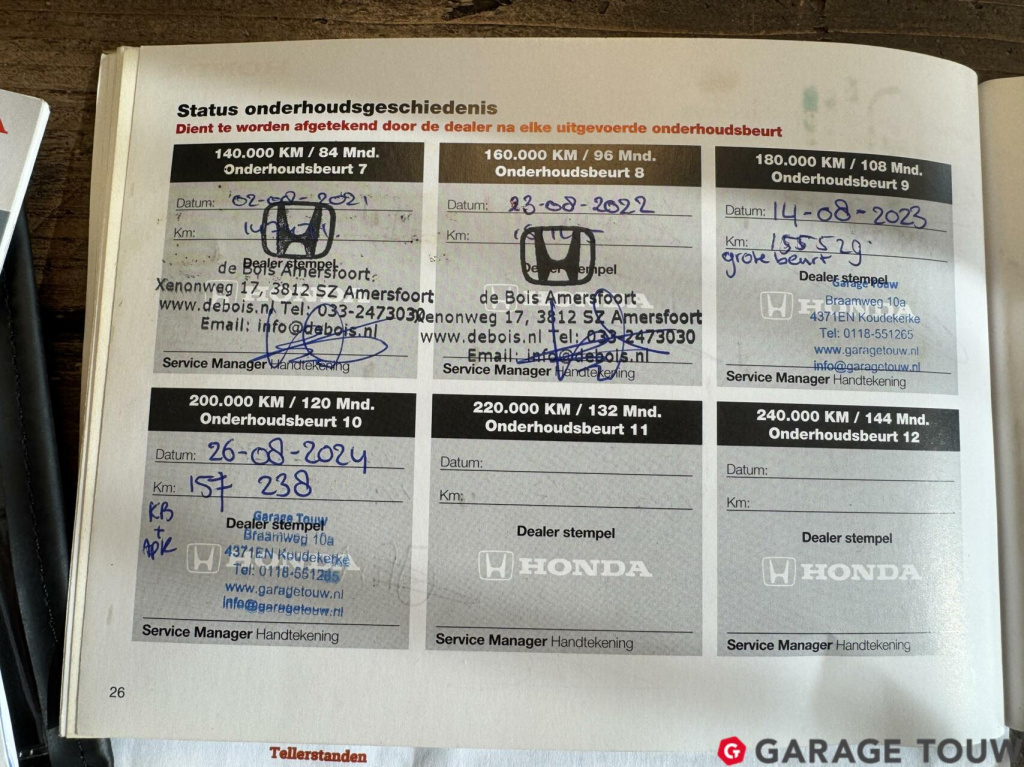 Status onderhoudsgeschiedenis
Dient te worden afgetekend door de dealer na elke uitgevoerde onderhoudsbeurt
140.000 KM / 84 Mnd.
Onderhoudsbeurt 7
Datum: 02-08-2021
Km:
Dealer stempel
de Bois Amersfoort
Xenonweg 17, 3812 SZ Amersfoort
www.debois.nl Tel: 033-2473030
Email: info@debois.nl
Service Manager Handtekening
160.000 KM / 96 Mnd.
Onderhoudsbeurt 8
Datum: 23-08-2022
Km:
Dealer stempel
de Bois Amersfoort
Xenonweg 17, 3812 SZ Amersfoort
www.debois.nl Tel: 033-2473030
Email: info@debois.nl
Service Manager Handtekening
180.000 KM / 108 Mnd.
Onderhoudsbeurt 9
Datum: 14-08-2023
Km: 155529
grote beurt
Dealer stempel
Garage Touw
HONDA
Braamweg 10a
4371EN Koudekerke
Tel: 0118-551265
www.garagetouw.nl
info@garagetouw.nl
Service Manager Handtekening
200.000 KM / 120 Mnd.
Onderhoudsbeurt 10
Datum: 26-08-2024
Km: 157 238
KB
+
APK
Dealer stempel
Garage Touw
Braamweg 10a
HONDA
4371EN Koudekerke
Tel: 0118-551265
www.garagetouw.nl
info@garagetouw.nl
Service Manager Handtekening
220.000 KM / 132 Mnd.
Onderhoudsbeurt 11
Datum:
Km:
Dealer stempel
HONDA
Service Manager Handtekening
240.000 KM / 144 Mnd.
Onderhoudsbeurt 12
Datum:
Km:
Dealer stempel
HONDA
Service Manager Handtekening
26
Tellerstanden
GARAGE TOUW